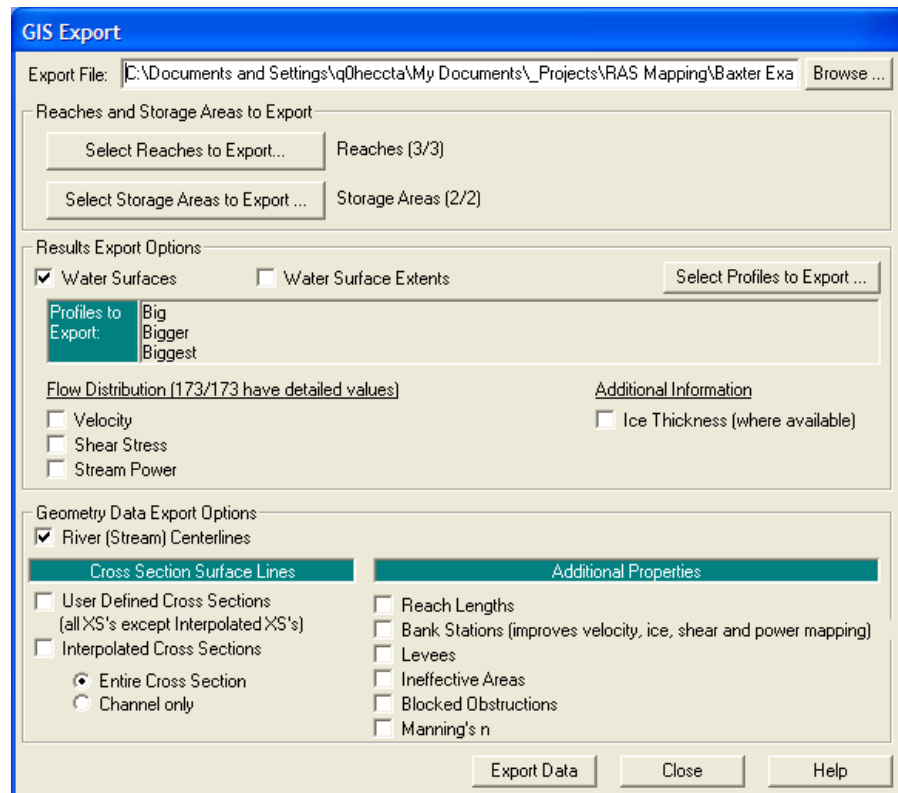 GIS Export
Export File: C:\Documents and Settings\q0heccta\My Documents\_Projects\RAS Mapping\Baxter Exa Browse ...
Reaches and Storage Areas to Export
Select Reaches to Export... Reaches (3/3)
Select Storage Areas to Export ... Storage Areas (2/2)
Results Export Options
Water Surfaces Water Surface Extents Select Profiles to Export ...
Profiles to Export:
Big
Bigger
Biggest
Flow Distribution (173/173 have detailed values)
Velocity
Shear Stress
Stream Power
Additional Information
Ice Thickness (where available)
Geometry Data Export Options
River (Stream) Centerlines
Cross Section Surface Lines
User Defined Cross Sections
(all XS's except Interpolated XS's)
Interpolated Cross Sections
Entire Cross Section
Channel only
Additional Properties
Reach Lengths
Bank Stations (improves velocity, ice, shear and power mapping)
Levees
Ineffective Areas
Blocked Obstructions
Manning's n
Export Data Close Help